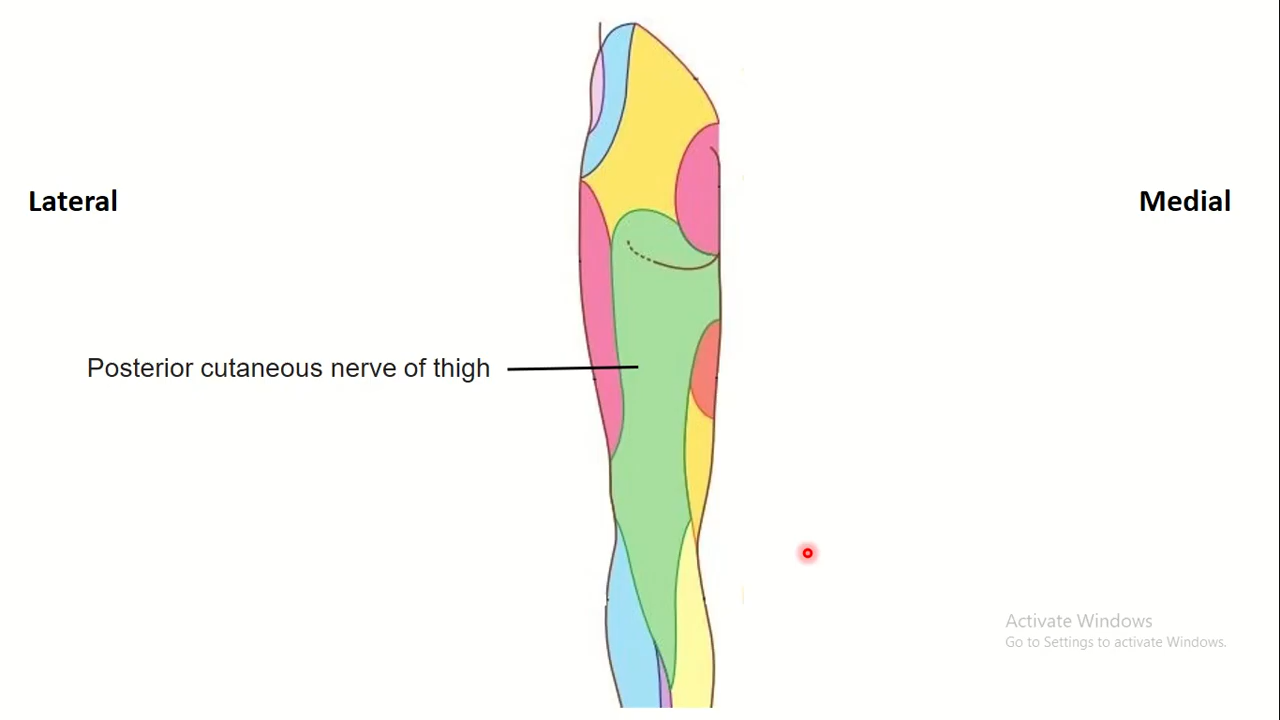 Lateral
Medial
Posterior cutaneous nerve of thigh
Activate Windows
Go to Settings to activate Windows.